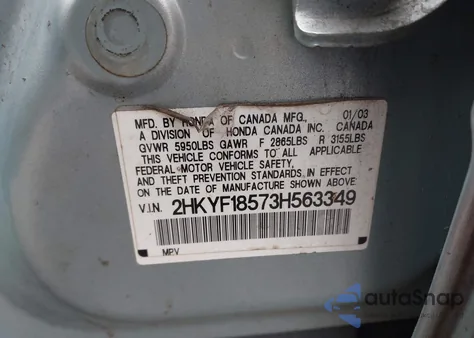 MFD. BY HONDA OF CANADA MFG., 01/03
A DIVISION OF HONDA CANADA INC. CANADA
GVWR 5950LBS GAWR F 2865LBS R 3155LBS
THIS VEHICLE CONFORMS TO ALL APPLICABLE
FEDERAL MOTOR VEHICLE SAFETY,
AND THEFT PREVENTION STANDARDS IN EFFECT
ON THE DATE OF MANUFACTURE SHOWN ABOVE.
V.I.N. 2HKYF18573H563349
MPV
autoSnap